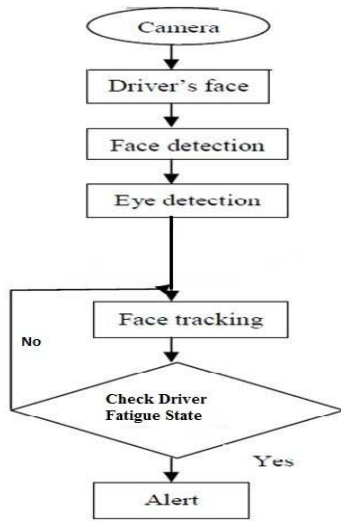 Camera
Driver's face
Face detection
Eye detection
Face tracking
No
Check Driver
Fatigue State
Yes
Alert